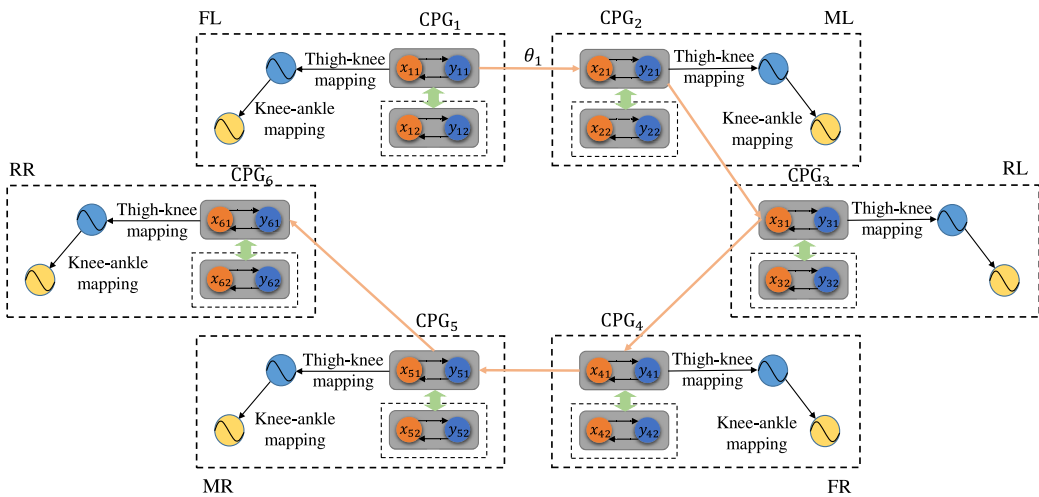 FL
CPG₁
Thigh-knee
mapping
x₁₁
y₁₁
Knee-ankle
mapping
x₁₂
y₁₂
θ₁
CPG₂
ML
x₂₁
y₂₁
Thigh-knee
mapping
x₂₂
y₂₂
Knee-ankle
mapping
RR
CPG₆
Thigh-knee
mapping
x₆₁
y₆₁
Knee-ankle
mapping
x₆₂
y₆₂
CPG₃
RL
x₃₁
y₃₁
Thigh-knee
mapping
x₃₂
y₃₂
CPG₅
Thigh-knee
mapping
x₅₁
y₅₁
Knee-ankle
mapping
x₅₂
y₅₂
MR
CPG₄
x₄₁
y₄₁
Thigh-knee
mapping
x₄₂
y₄₂
Knee-ankle
mapping
FR